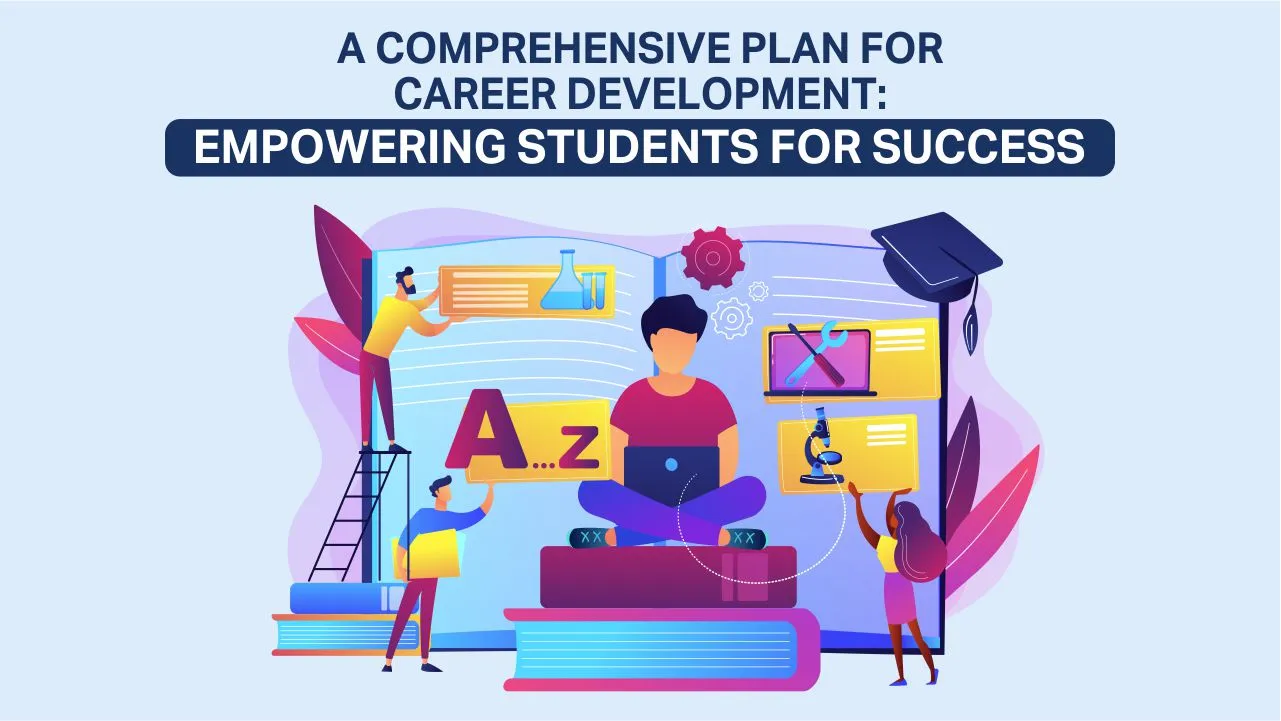 A COMPREHENSIVE PLAN FOR
CAREER DEVELOPMENT:
EMPOWERING STUDENTS FOR SUCCESS
A...z